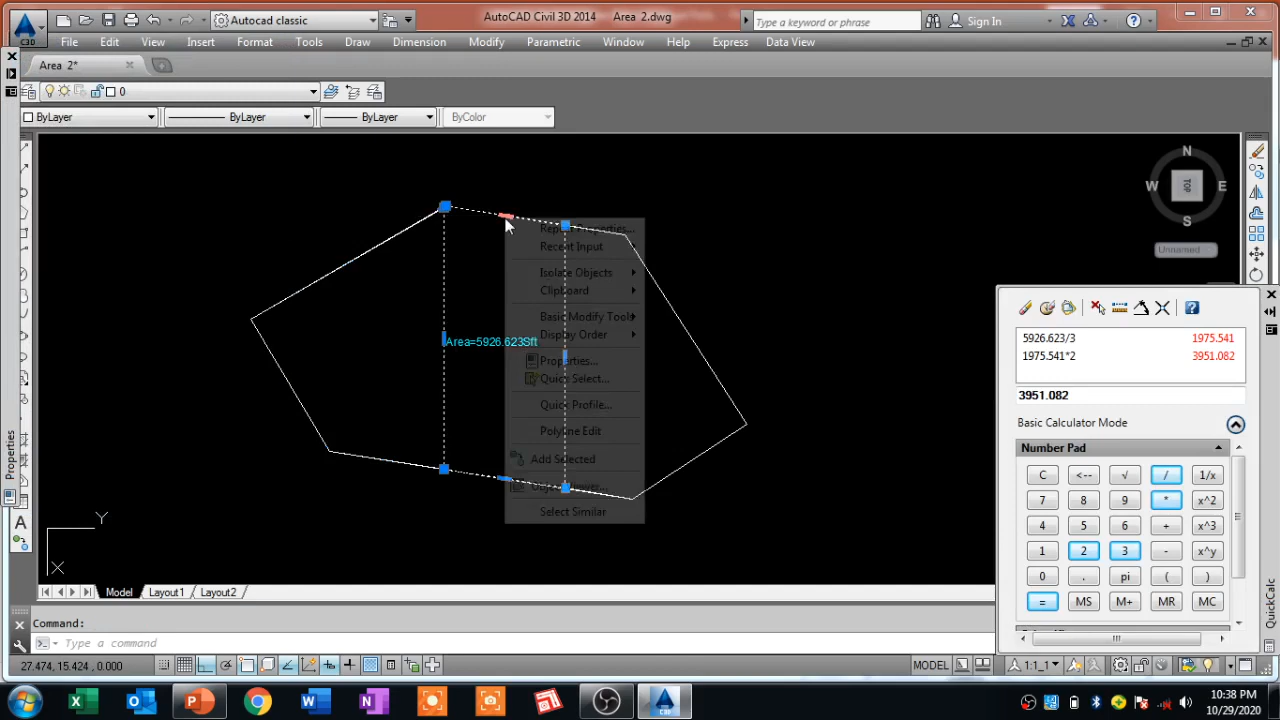 Autocad classic
AutoCAD Civil 3D 2014 Area 2.dwg
Type a keyword or phrase
Sign In
C3D
File Edit View Insert Format Tools Draw Dimension Modify Parametric Window Help Express Data View
Area 2*
0
ByLayer ByLayer ByLayer ByColor
N
W TOP E
S
Unnamed
Repeat Properties...
Recent Input
Isolate Objects
Clipboard
Basic Modify Tools
Display Order
Area=5926.623Sft
Properties...
Quick Select...
Quick Profile...
Polyline Edit
Add Selected
Select Similar
5926.623/3 1975.541
1975.541*2 3951.082
3951.082
Basic Calculator Mode
Number Pad
C <-- √ / 1/x
7 8 9 * x^2
4 5 6 + x^3
1 2 3 - x^y
0 . pi ( )
= MS M+ MR MC
QuickCalc
Properties
A
Y
X
Model Layout1 Layout2
Command:
Type a command
27.474, 15.424 , 0.000
MODEL
1:1_1
10:38 PM
10/29/2020